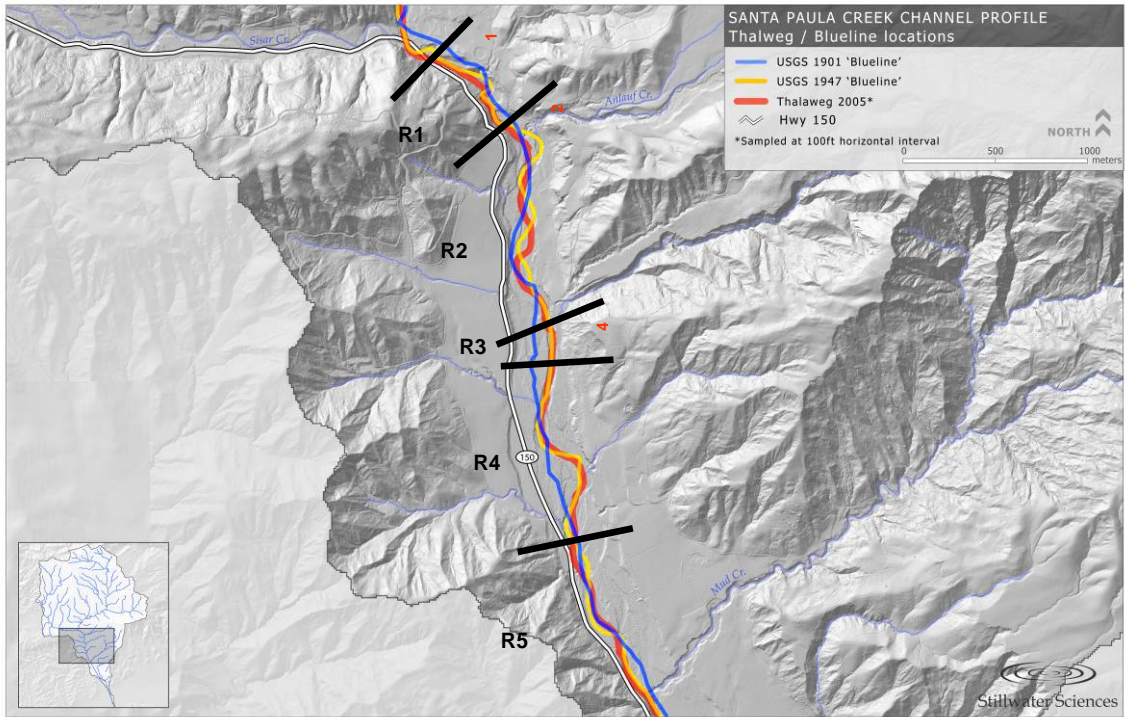 SANTA PAULA CREEK CHANNEL PROFILE
Thalweg / Blueline locations
USGS 1901 'Blueline'
USGS 1947 'Blueline'
Thalaweg 2005*
Hwy 150
*Sampled at 100ft horizontal interval
NORTH
0 500 1000
meters
Sisar Cr.
1
2
Anlauf Cr.
R1
R2
4
R3
R4
150
Mud Cr.
R5
Stillwater Sciences